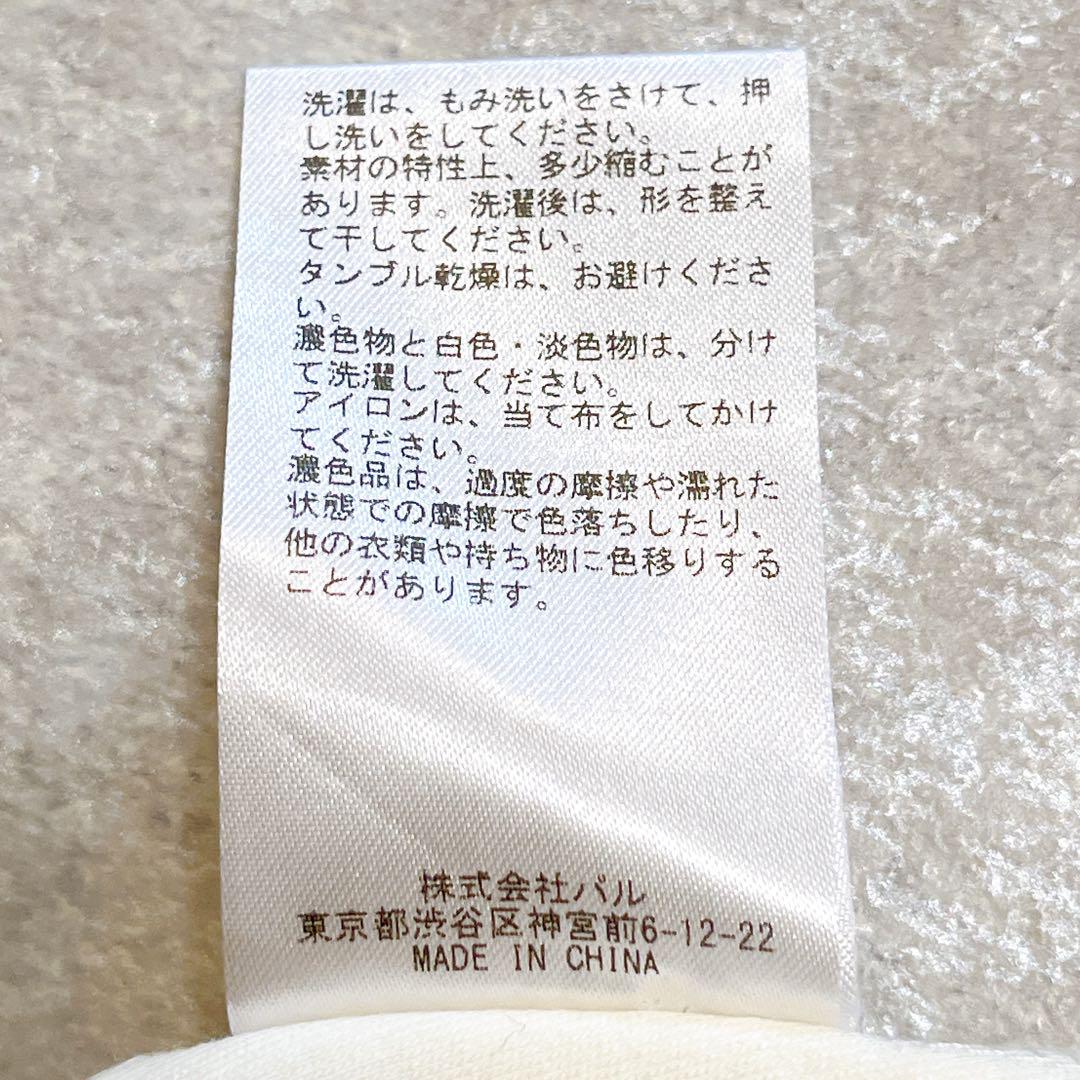 洗濯は、もみ洗いをさけて、押
し洗いをしてください。
素材の特性上、多少縮むことが
あります。洗濯後は、形を整え
て干してください。
タンブル乾燥は、お避けくださ
い。
濃色物と白色・淡色物は、分け
て洗濯してください。
アイロンは、当て布をしてかけ
てください。
濃色品は、過度の摩擦や濡れた
状態での摩擦で色落ちしたり、
他の衣類や持ち物に色移りする
ことがあります。
株式会社パル
東京都渋谷区神宮前6-12-22
MADE IN CHINA